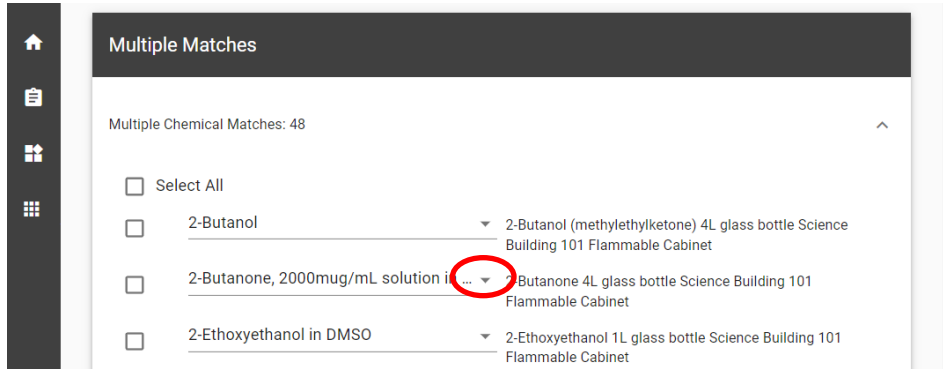 Multiple Matches
Multiple Chemical Matches: 48
Select All
2-Butanol
2-Butanol (methylethylketone) 4L glass bottle Science
Building 101 Flammable Cabinet
2-Butanone, 2000mug/mL solution in ...
2-Butanone 4L glass bottle Science Building 101
Flammable Cabinet
2-Ethoxyethanol in DMSO
2-Ethoxyethanol 1L glass bottle Science Building 101
Flammable Cabinet